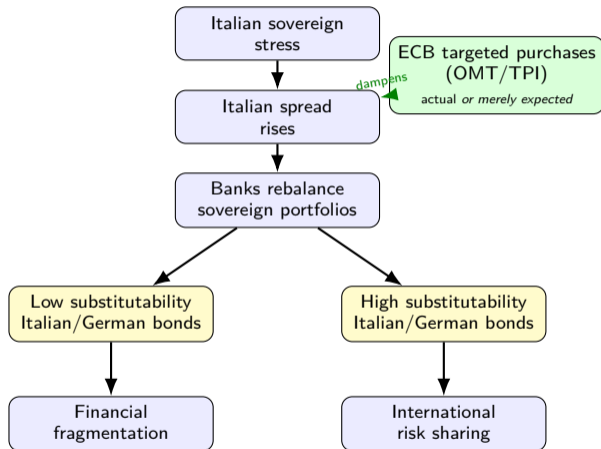 Italian sovereign
stress
ECB targeted purchases
(OMT/TPI)
actual or merely expected
dampens
Italian spread
rises
Banks rebalance
sovereign portfolios
Low substitutability
Italian/German bonds
High substitutability
Italian/German bonds
Financial
fragmentation
International
risk sharing